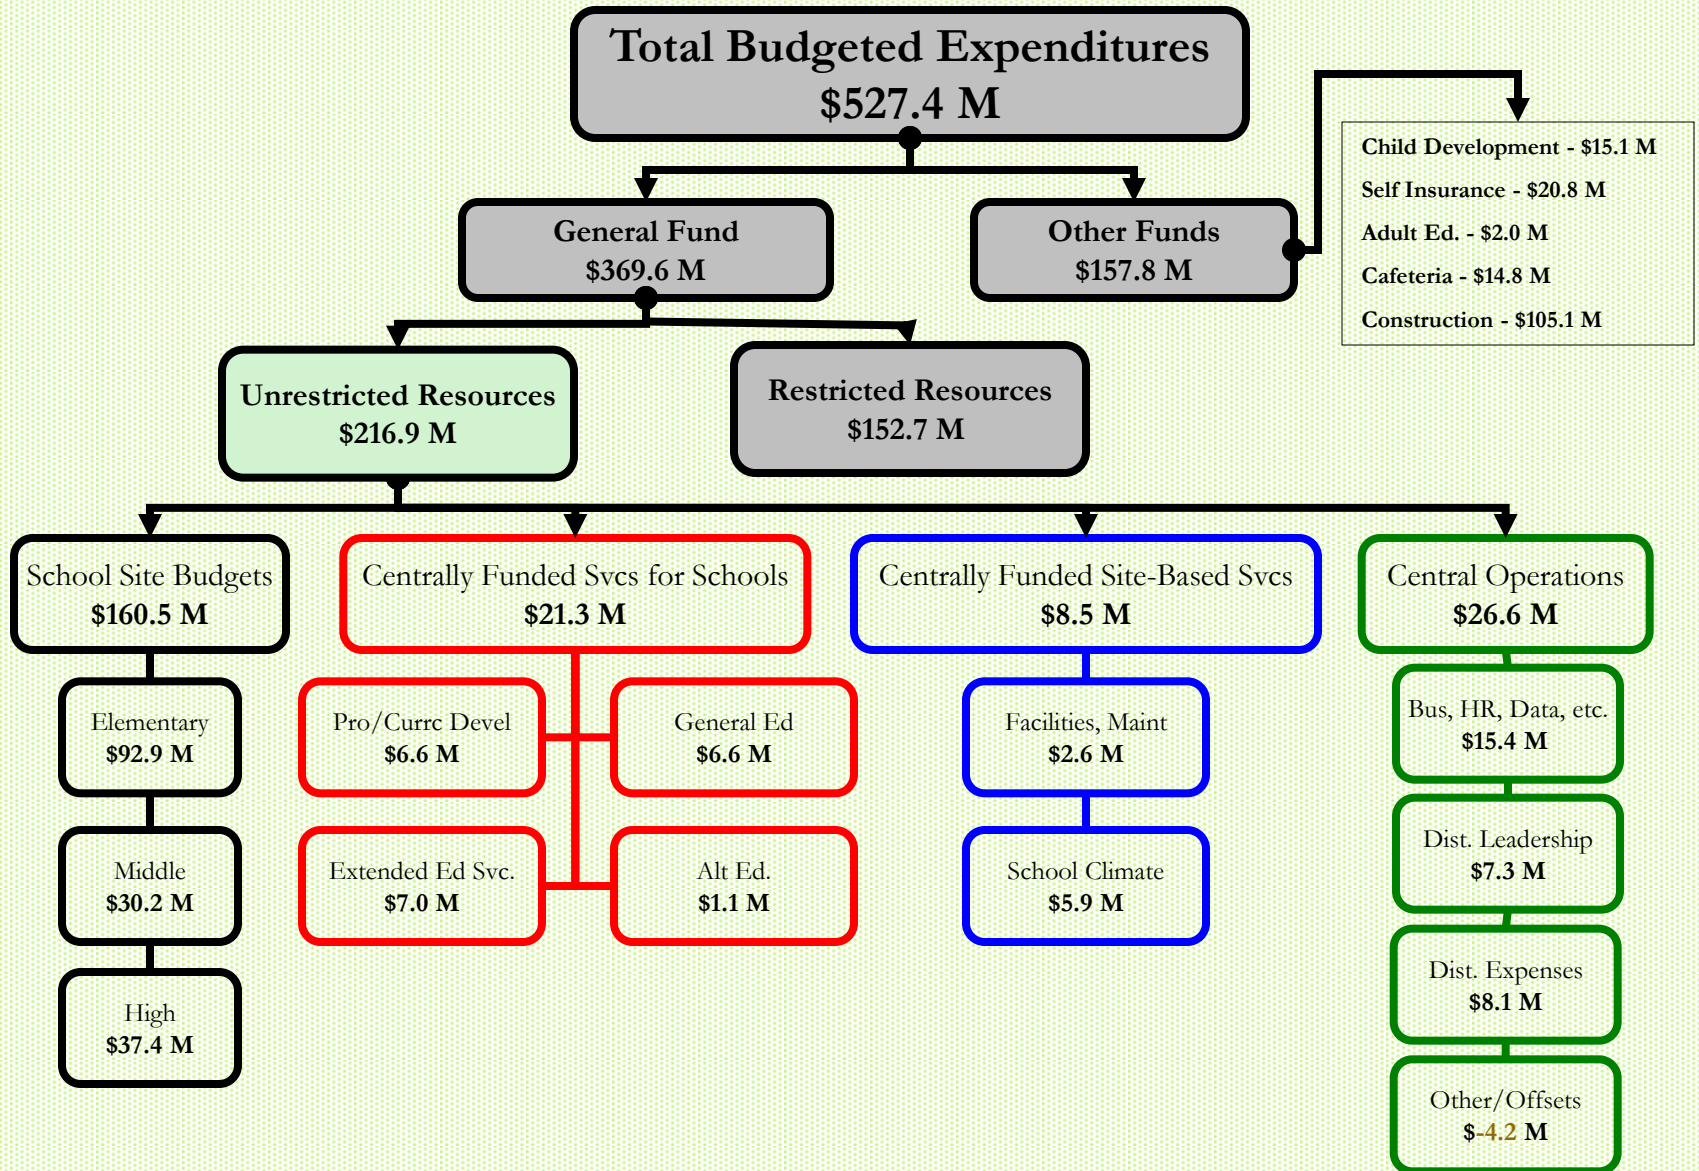 Total Budgeted Expenditures
$527.4 M
Child Development - $15.1 M
Self Insurance - $20.8 M
Adult Ed. - $2.0 M
Cafeteria - $14.8 M
Construction - $105.1 M
General Fund
$369.6 M
Other Funds
$157.8 M
Unrestricted Resources
$216.9 M
Restricted Resources
$152.7 M
School Site Budgets
$160.5 M
Centrally Funded Svcs for Schools
$21.3 M
Centrally Funded Site-Based Svcs
$8.5 M
Central Operations
$26.6 M
Elementary
$92.9 M
Middle
$30.2 M
High
$37.4 M
Pro/Currc Devel
$6.6 M
General Ed
$6.6 M
Extended Ed Svc.
$7.0 M
Alt Ed.
$1.1 M
Facilities, Maint
$2.6 M
School Climate
$5.9 M
Bus, HR, Data, etc.
$15.4 M
Dist. Leadership
$7.3 M
Dist. Expenses
$8.1 M
Other/Offsets
$-4.2 M